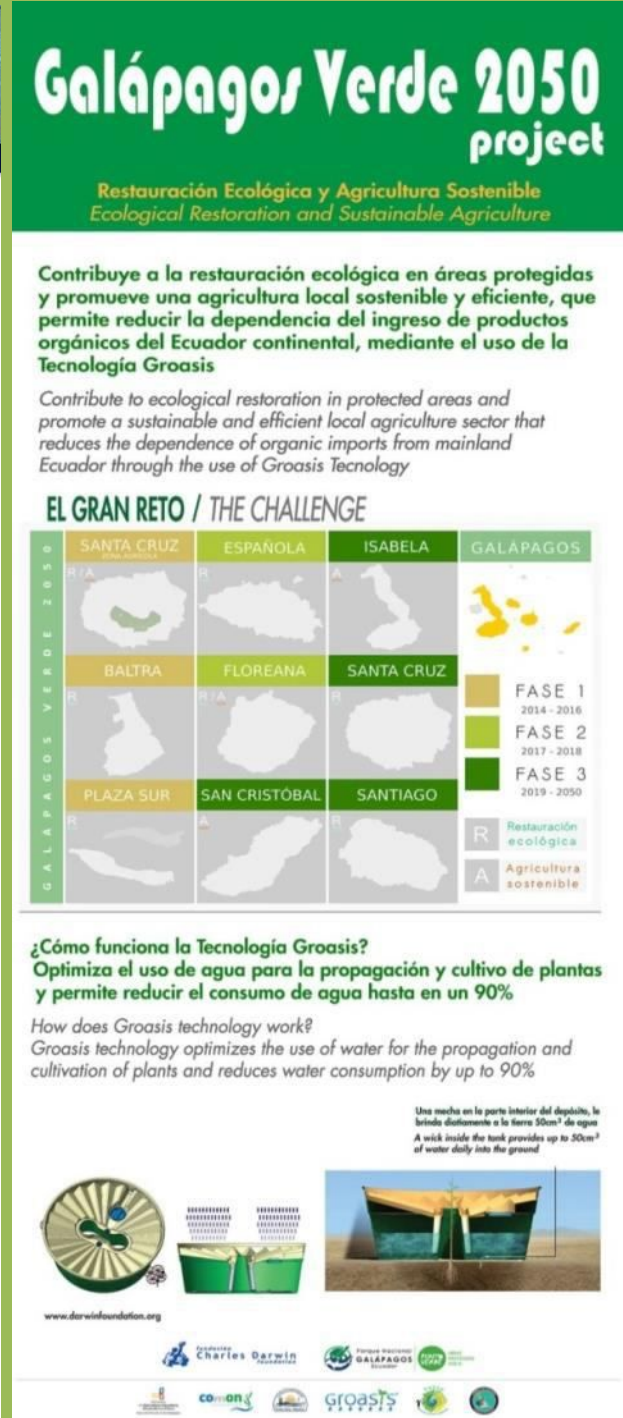 Galápagos Verde 2050
project
Restauración Ecológica y Agricultura Sostenible
Ecological Restoration and Sustainable Agriculture
Contribuye a la restauración ecológica en áreas protegidas
y promueve una agricultura local sostenible y eficiente, que
permite reducir la dependencia del ingreso de productos
orgánicos del Ecuador continental, mediante el uso de la
Tecnología Groasis
Contribute to ecological restoration in protected areas and
promote a sustainable and efficient local agriculture sector that
reduces the dependence of organic imports from mainland
Ecuador through the use of Groasis Tecnology
EL GRAN RETO / THE CHALLENGE
GALÁPAGOS VERDE 2050
SANTA CRUZ
ZONA AGRÍCOLA
R / A
ESPAÑOLA
R
ISABELA
A
GALÁPAGOS
BALTRA
R
FLOREANA
R / A
SANTA CRUZ
R
PLAZA SUR
R
SAN CRISTÓBAL
A
SANTIAGO
R
FASE 1
2014 - 2016
FASE 2
2017 - 2018
FASE 3
2019 - 2050
R
Restauración
ecológica
A
Agricultura
sostenible
¿Cómo funciona la Tecnología Groasis?
Optimiza el uso de agua para la propagación y cultivo de plantas
y permite reducir el consumo de agua hasta en un 90%
How does Groasis technology work?
Groasis technology optimizes the use of water for the propagation and
cultivation of plants and reduces water consumption by up to 90%
Una mecha en la parte interior del depósito, le
brinda diatiamente a la tierra 50cm³ de agua
A wick inside the tank provides up to 50cm³
of water daily into the ground
www.darwinfoundation.org
fundación
Charles Darwin
foundation
Parque Nacional
GALÁPAGOS
Ecuador
comon
GROASIS